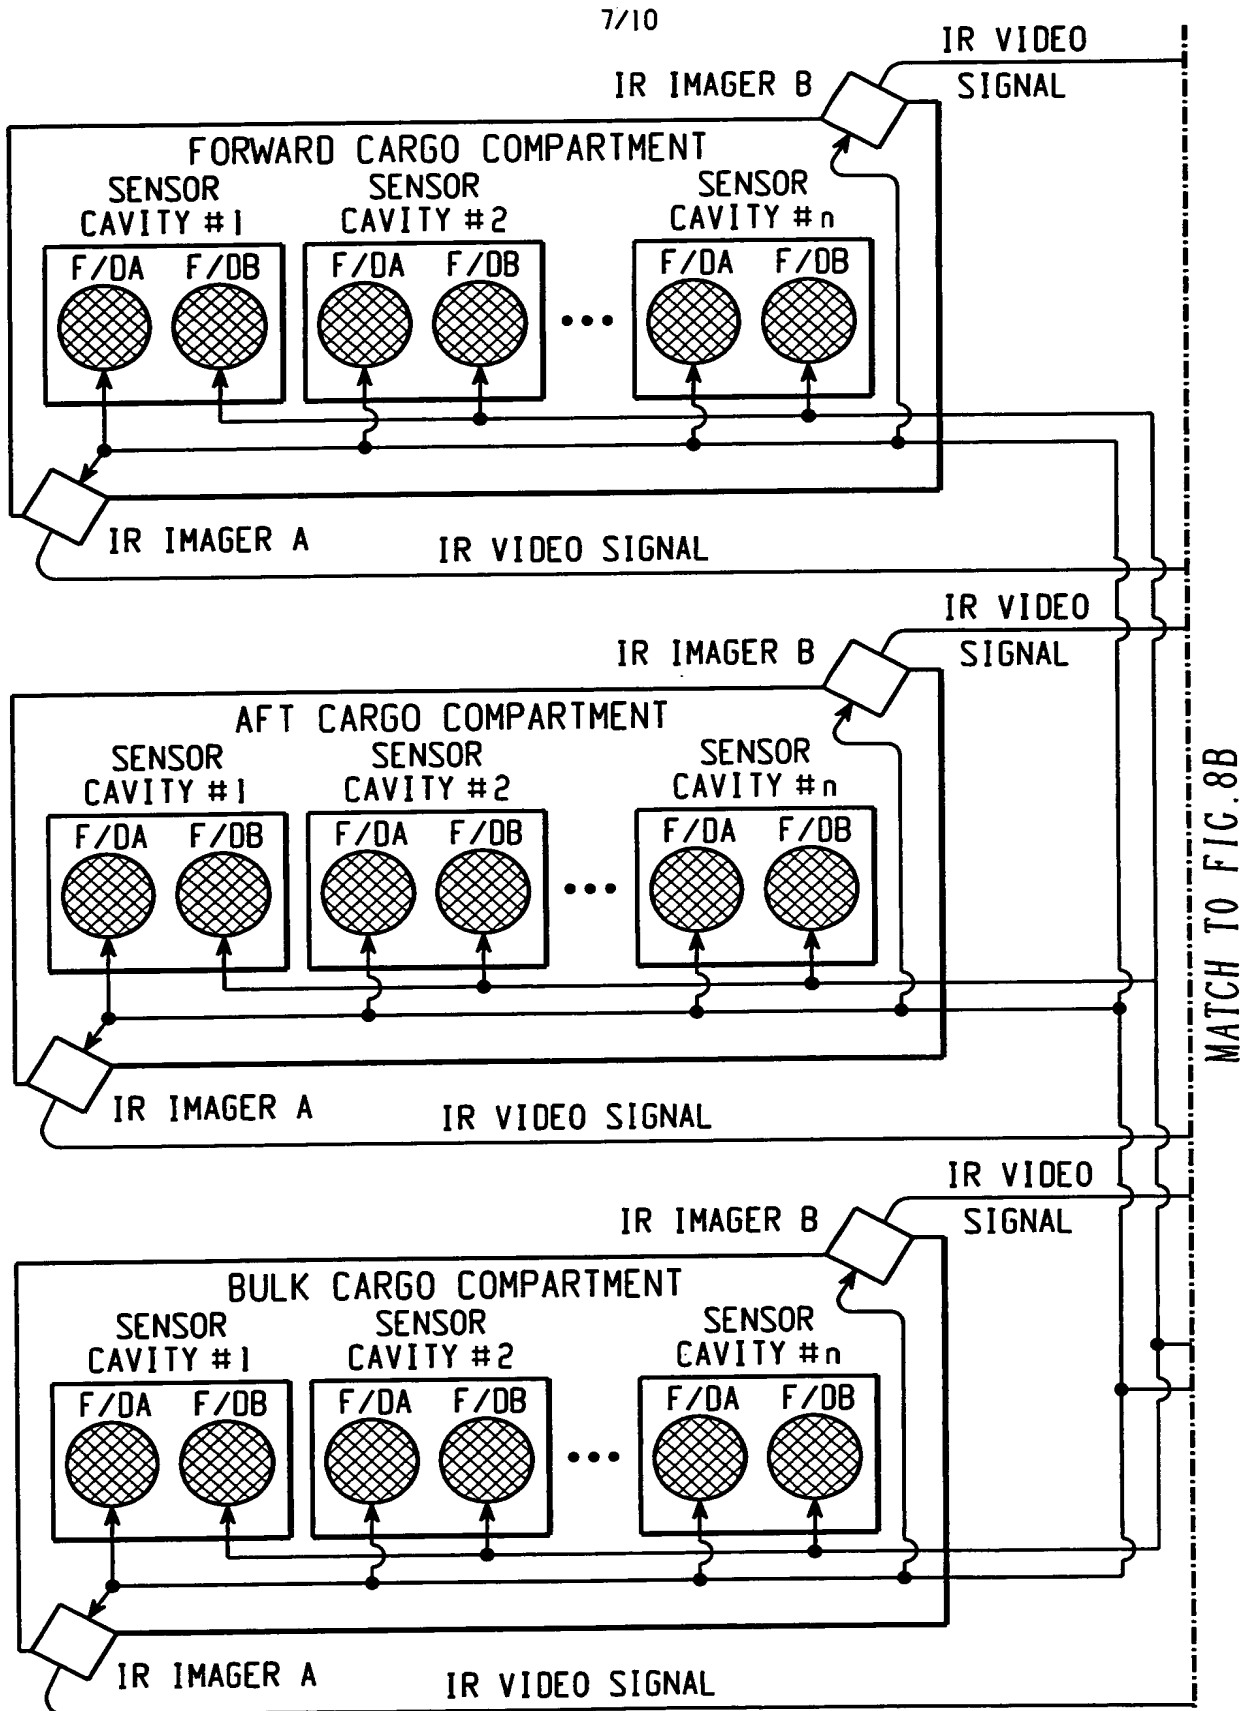 7/10
IR VIDEO
SIGNAL
IR IMAGER B
FORWARD CARGO COMPARTMENT
SENSOR
CAVITY #1
SENSOR
CAVITY #2
SENSOR
CAVITY #n
F/DA F/DB
F/DA F/DB
F/DA F/DB
IR IMAGER A
IR VIDEO SIGNAL
IR VIDEO
SIGNAL
IR IMAGER B
AFT CARGO COMPARTMENT
SENSOR
CAVITY #1
SENSOR
CAVITY #2
SENSOR
CAVITY #n
F/DA F/DB
F/DA F/DB
F/DA F/DB
IR IMAGER A
IR VIDEO SIGNAL
IR VIDEO
SIGNAL
IR IMAGER B
BULK CARGO COMPARTMENT
SENSOR
CAVITY #1
SENSOR
CAVITY #2
SENSOR
CAVITY #n
F/DA F/DB
F/DA F/DB
F/DA F/DB
IR IMAGER A
IR VIDEO SIGNAL
MATCH TO FIG.8B